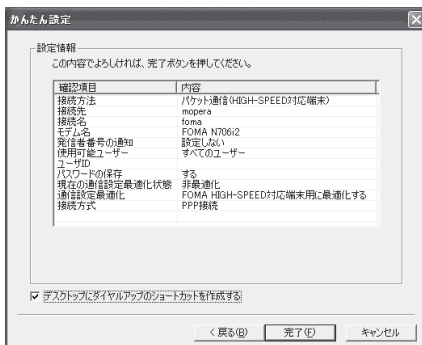 かんたん設定
設定情報
この内容でよろしければ、完了ボタンを押してください。
確認項目 内容
接続方法 パケット通信(HIGH-SPEED対応端末)
接続先 mopera
接続名 foma
モデム名 FOMA N706i2
発信者番号の通知 設定しない
使用可能ユーザー すべてのユーザー
ユーザID
パスワードの保存 する
現在の通信設定最適化状態 非最適化
通信設定最適化 FOMA HIGH-SPEED対応端末用に最適化する
接続方式 PPP接続
デスクトップにダイヤルアップのショートカットを作成する
< 戻る(B) 完了(F) キャンセル